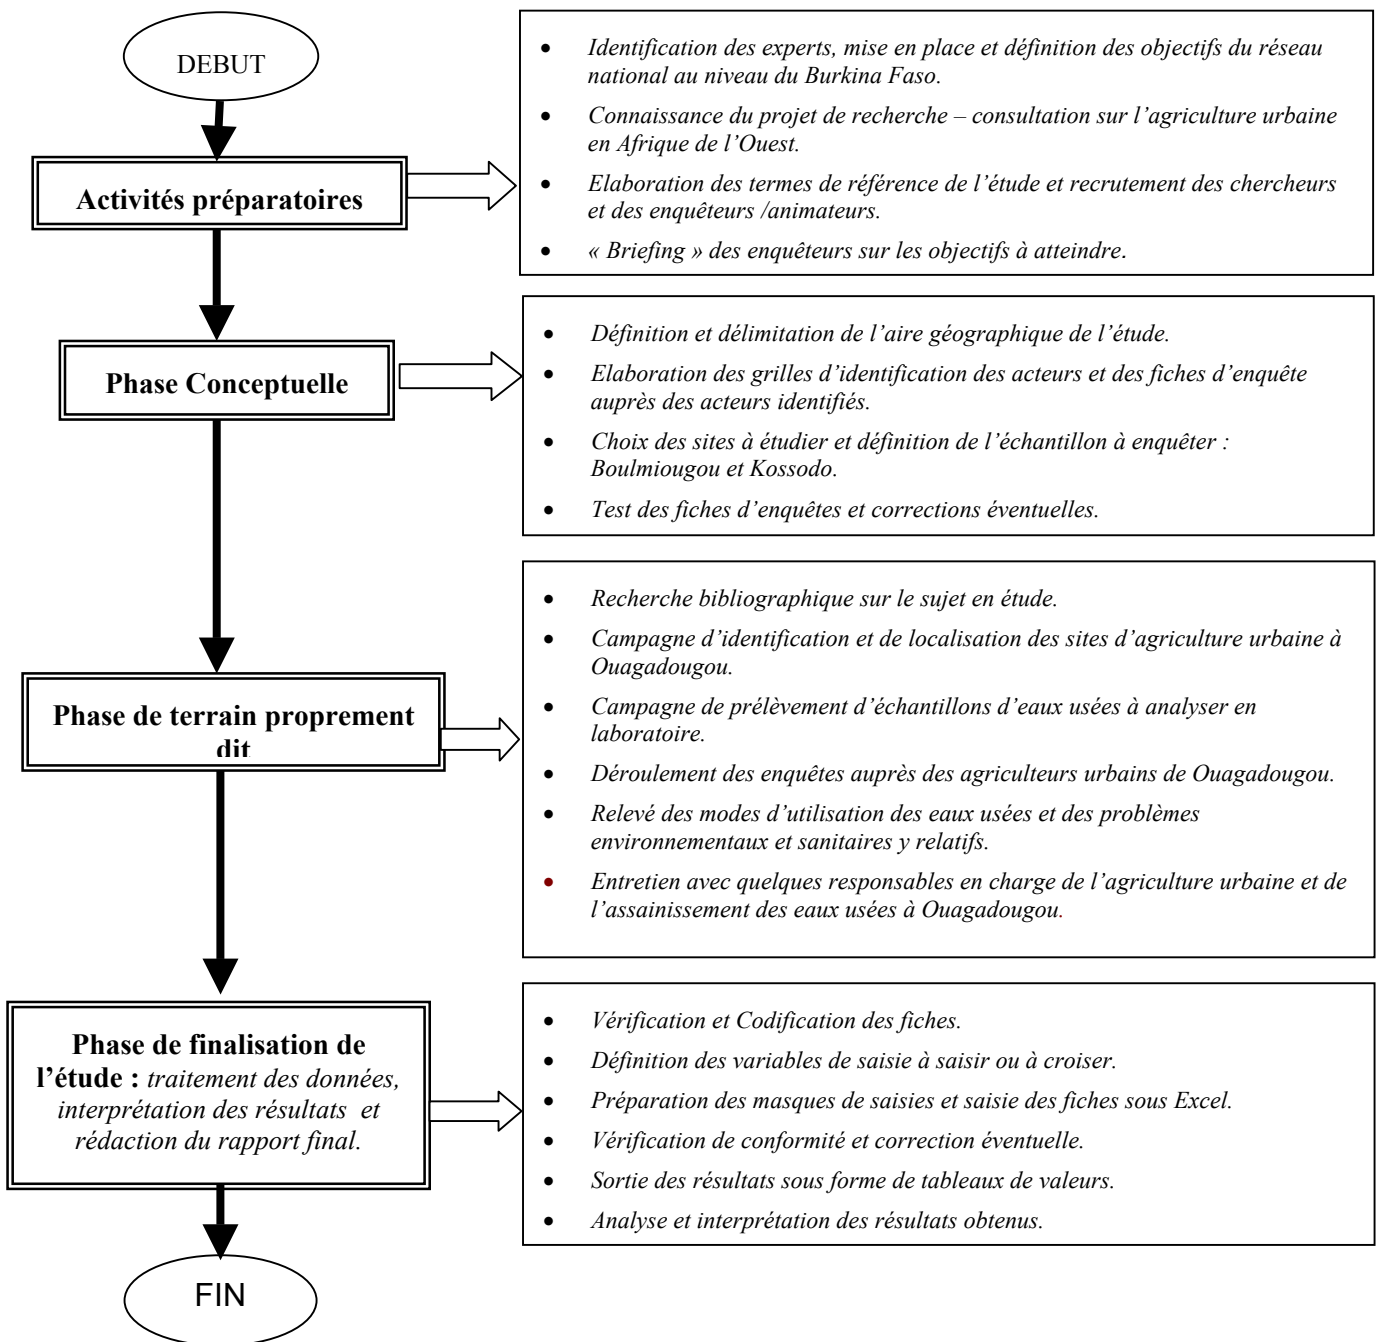 DEBUT
• Identification des experts, mise en place et définition des objectifs du réseau
national au niveau du Burkina Faso.
• Connaissance du projet de recherche – consultation sur l’agriculture urbaine
en Afrique de l’Ouest.
• Elaboration des termes de référence de l’étude et recrutement des chercheurs
et des enquêteurs /animateurs.
• « Briefing » des enquêteurs sur les objectifs à atteindre.
Activités préparatoires
• Définition et délimitation de l’aire géographique de l’étude.
• Elaboration des grilles d’identification des acteurs et des fiches d’enquête
auprès des acteurs identifiés.
• Choix des sites à étudier et définition de l’échantillon à enquêter :
Boulmiougou et Kossodo.
• Test des fiches d’enquêtes et corrections éventuelles.
Phase Conceptuelle
• Recherche bibliographique sur le sujet en étude.
• Campagne d’identification et de localisation des sites d’agriculture urbaine à
Ouagadougou.
• Campagne de prélèvement d’échantillons d’eaux usées à analyser en
laboratoire.
• Déroulement des enquêtes auprès des agriculteurs urbains de Ouagadougou.
• Relevé des modes d’utilisation des eaux usées et des problèmes
environnementaux et sanitaires y relatifs.
• Entretien avec quelques responsables en charge de l’agriculture urbaine et de
l’assainissement des eaux usées à Ouagadougou.
Phase de terrain proprement
dit
• Vérification et Codification des fiches.
• Définition des variables de saisie à saisir ou à croiser.
• Préparation des masques de saisies et saisie des fiches sous Excel.
• Vérification de conformité et correction éventuelle.
• Sortie des résultats sous forme de tableaux de valeurs.
• Analyse et interprétation des résultats obtenus.
Phase de finalisation de
l’étude : traitement des données,
interprétation des résultats et
rédaction du rapport final.
FIN